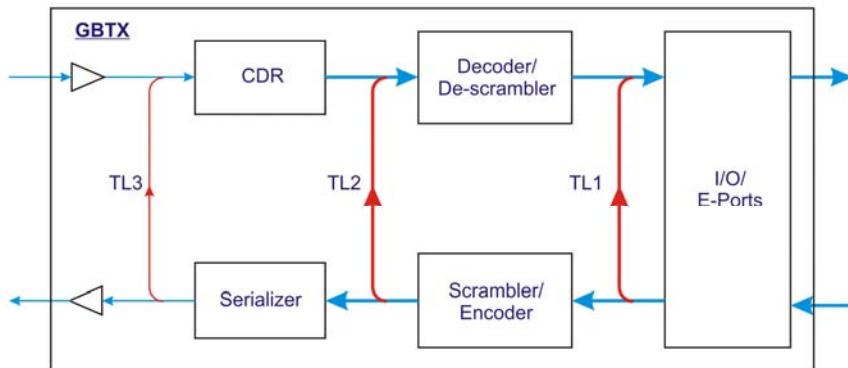 GBTX
CDR
Decoder/
De-scrambler
TL3
TL2
TL1
I/O/
E-Ports
Serializer
Scrambler/
Encoder